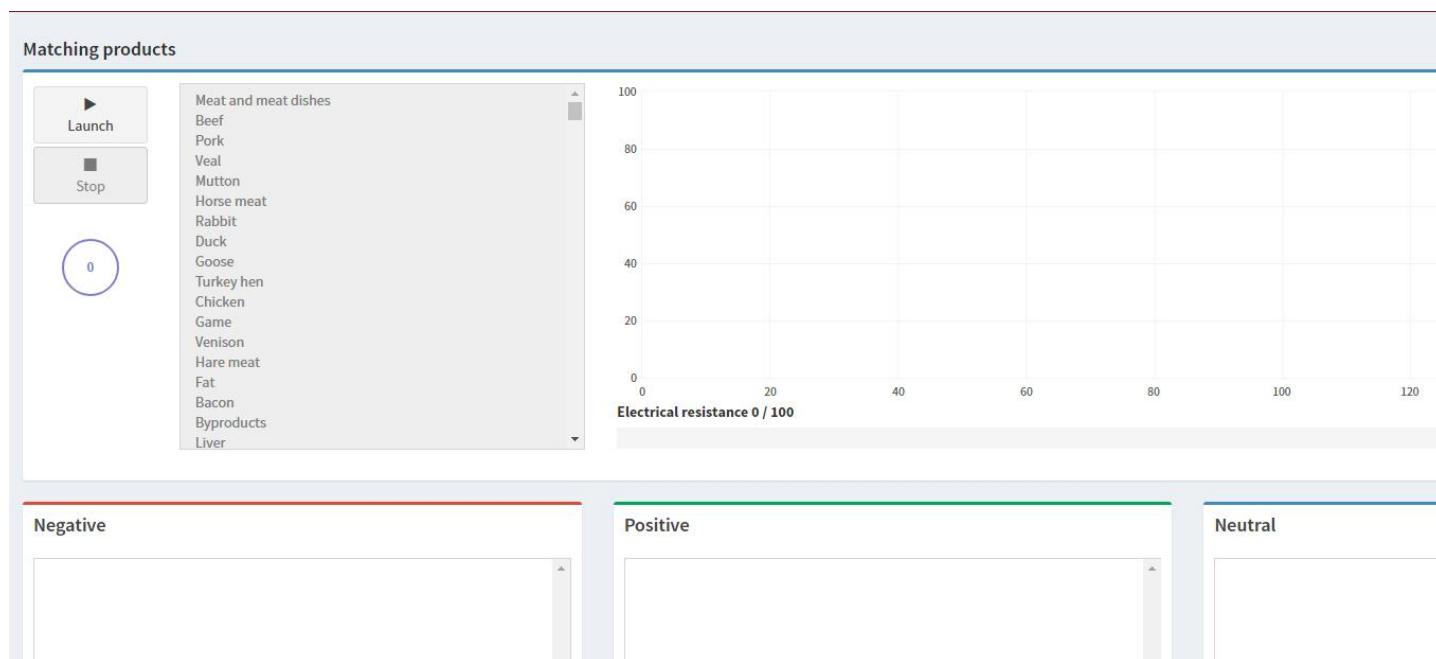 Matching products
Launch
Stop
0
Meat and meat dishes
Beef
Pork
Veal
Mutton
Horse meat
Rabbit
Duck
Goose
Turkey hen
Chicken
Game
Venison
Hare meat
Fat
Bacon
Byproducts
Liver
100
80
60
40
20
0
0 20 40 60 80 100 120
Electrical resistance 0 / 100
Negative
Positive
Neutral